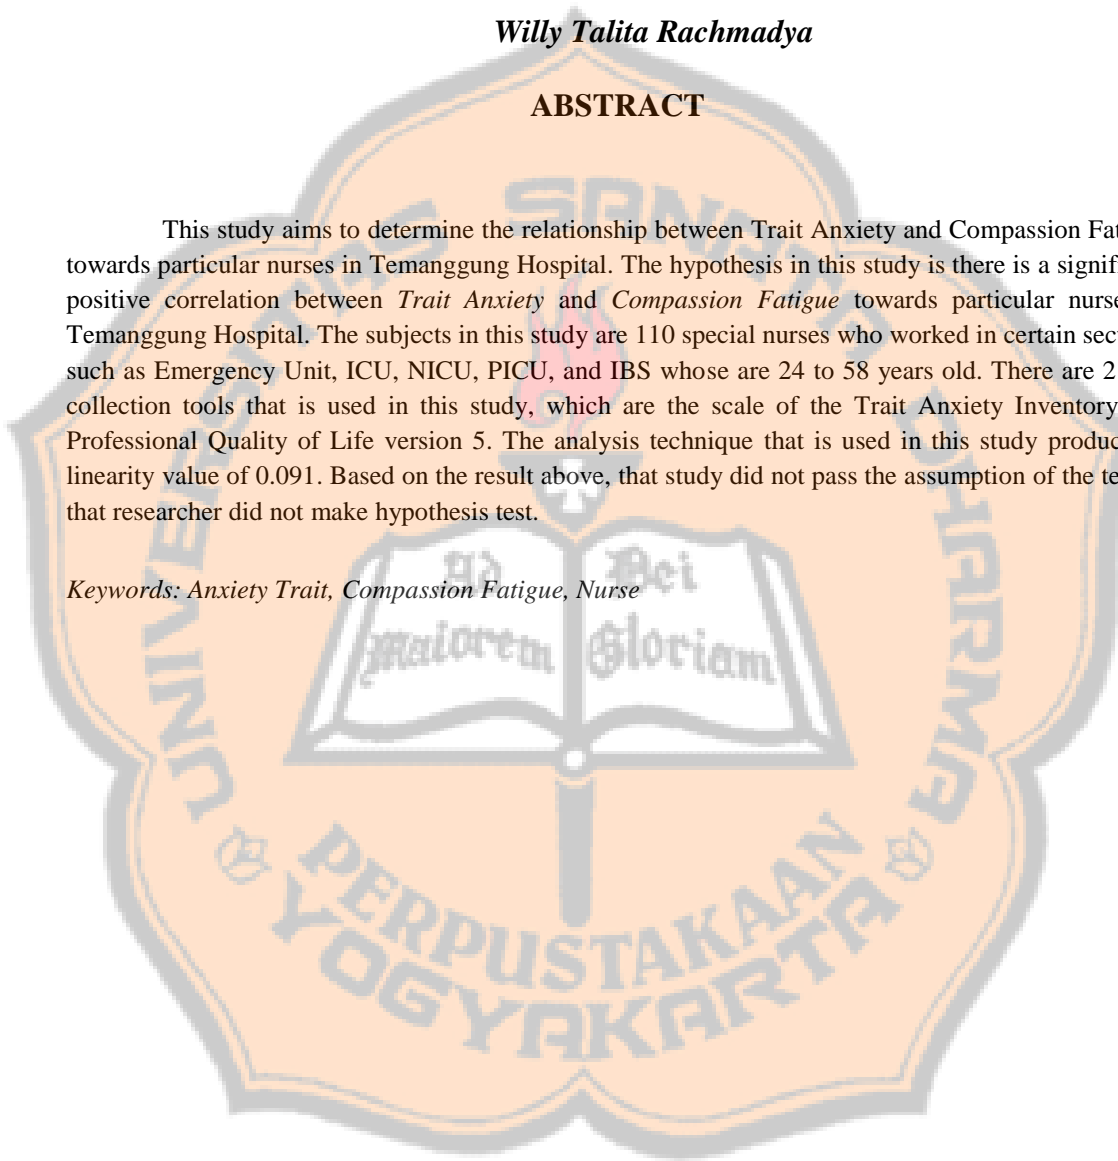 Willy Talita Rachmadya
ABSTRACT
This study aims to determine the relationship between Trait Anxiety and Compassion Fat
towards particular nurses in Temanggung Hospital. The hypothesis in this study is there is a signifi
positive correlation between Trait Anxiety and Compassion Fatigue towards particular nurse
Temanggung Hospital. The subjects in this study are 110 special nurses who worked in certain sec
such as Emergency Unit, ICU, NICU, PICU, and IBS whose are 24 to 58 years old. There are 2
collection tools that is used in this study, which are the scale of the Trait Anxiety Inventory
Professional Quality of Life version 5. The analysis technique that is used in this study produc
linearity value of 0.091. Based on the result above, that study did not pass the assumption of the te
that researcher did not make hypothesis test.
Keywords: Anxiety Trait, Compassion Fatigue, Nurse
UNIVERSITAS SANATA DHARMA
Ad Dei
Maiorem Gloriam
PERPUSTAKAAN
YOGYAKARTA